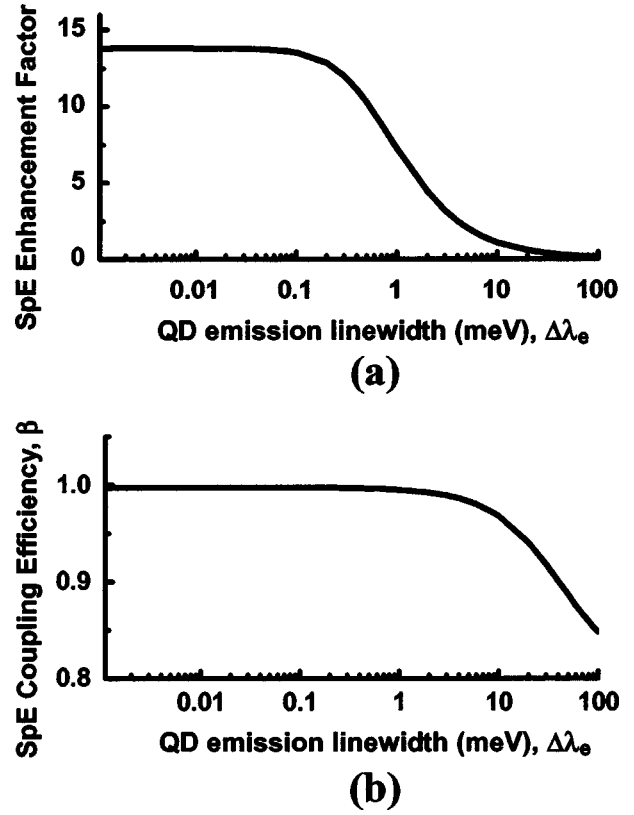 SpE Enhancement Factor
15
10
5
0
0.01 0.1 1 10 100
QD emission linewidth (meV), Δλe
(a)
SpE Coupling Efficiency, β
1.0
0.9
0.8
0.01 0.1 1 10 100
QD emission linewidth (meV), Δλe
(b)